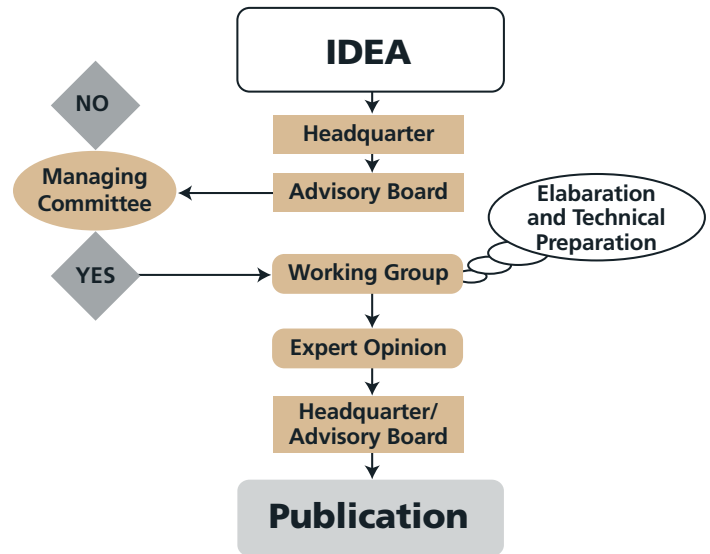 IDEA
NO
Headquarter
Managing
Committee
Advisory Board
Elabaration
and Technical
Preparation
YES
Working Group
Expert Opinion
Headquarter/
Advisory Board
Publication